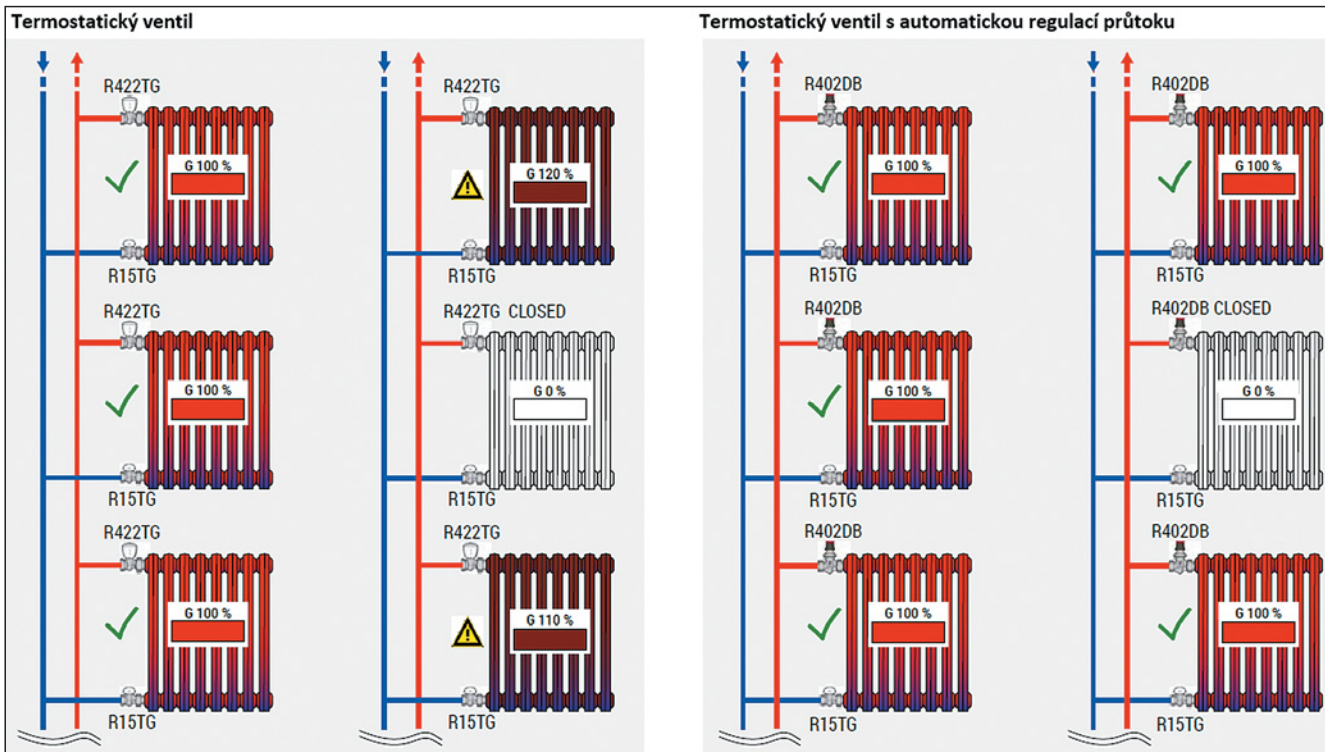 Termostatický ventil
R422TG
G 100 %
R15TG
R422TG
G 100 %
R15TG
R422TG
G 100 %
R15TG
R422TG
G 120 %
R15TG
R422TG CLOSED
G 0 %
R15TG
R422TG
G 110 %
R15TG
Termostatický ventil s automatickou regulací průtoku
R402DB
G 100 %
R15TG
R402DB
G 100 %
R15TG
R402DB
G 100 %
R15TG
R402DB
G 100 %
R15TG
R402DB CLOSED
G 0 %
R15TG
R402DB
G 100 %
R15TG